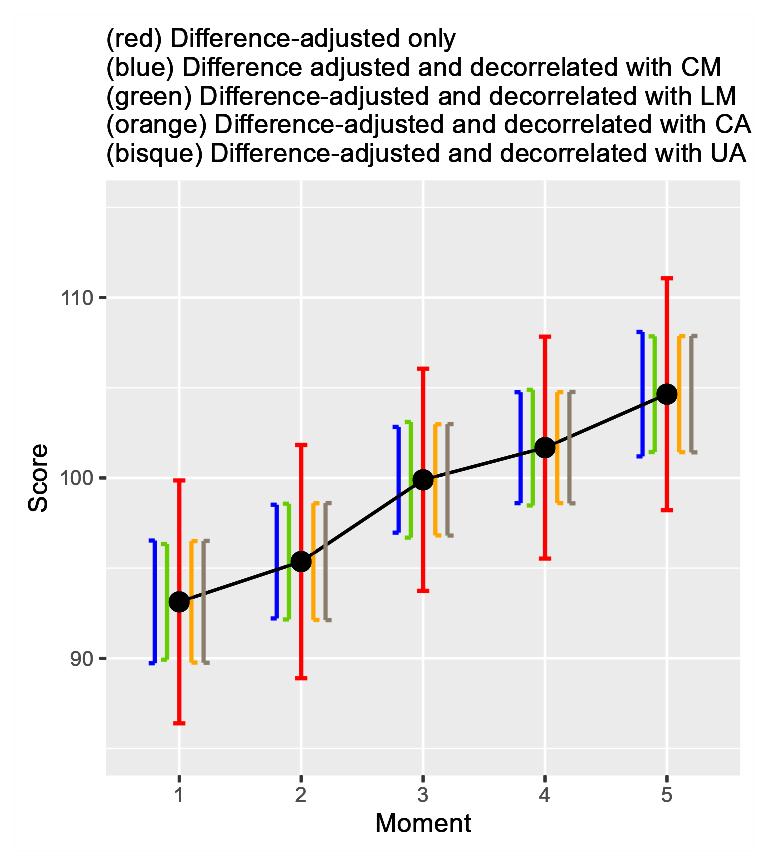 (red) Difference-adjusted only
(blue) Difference adjusted and decorrelated with CM
(green) Difference-adjusted and decorrelated with LM
(orange) Difference-adjusted and decorrelated with CA
(bisque) Difference-adjusted and decorrelated with UA
110
100
90
Score
1 2 3 4 5
Moment